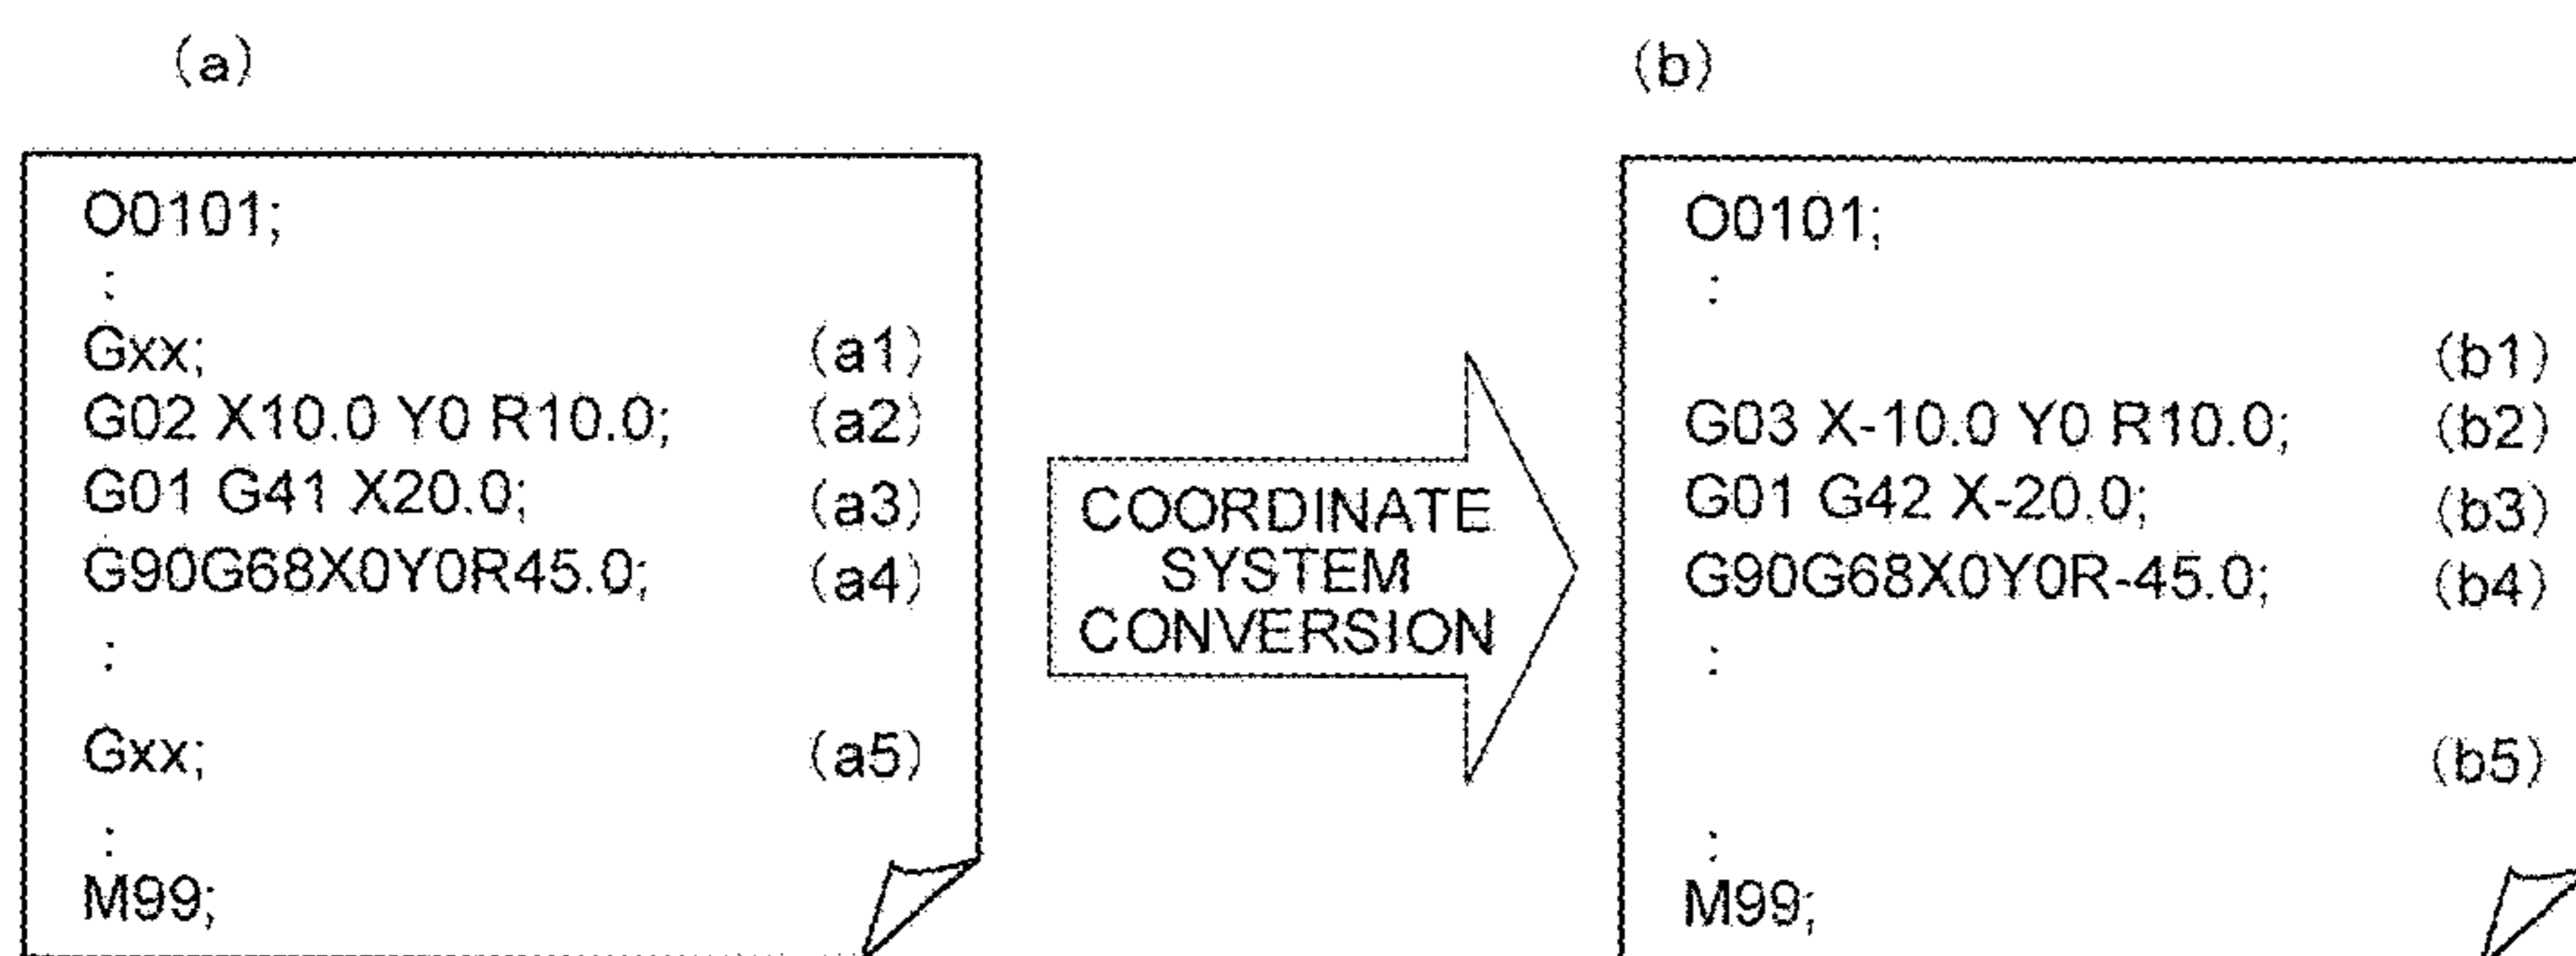 (a)
O0101;
:
Gxx; (a1)
G02 X10.0 Y0 R10.0; (a2)
G01 G41 X20.0; (a3)
G90G68X0Y0R45.0; (a4)
:
Gxx; (a5)
:
M99;
COORDINATE
SYSTEM
CONVERSION
(b)
O0101;
:
(b1)
G03 X-10.0 Y0 R10.0; (b2)
G01 G42 X-20.0; (b3)
G90G68X0Y0R-45.0; (b4)
:
(b5)
:
M99;